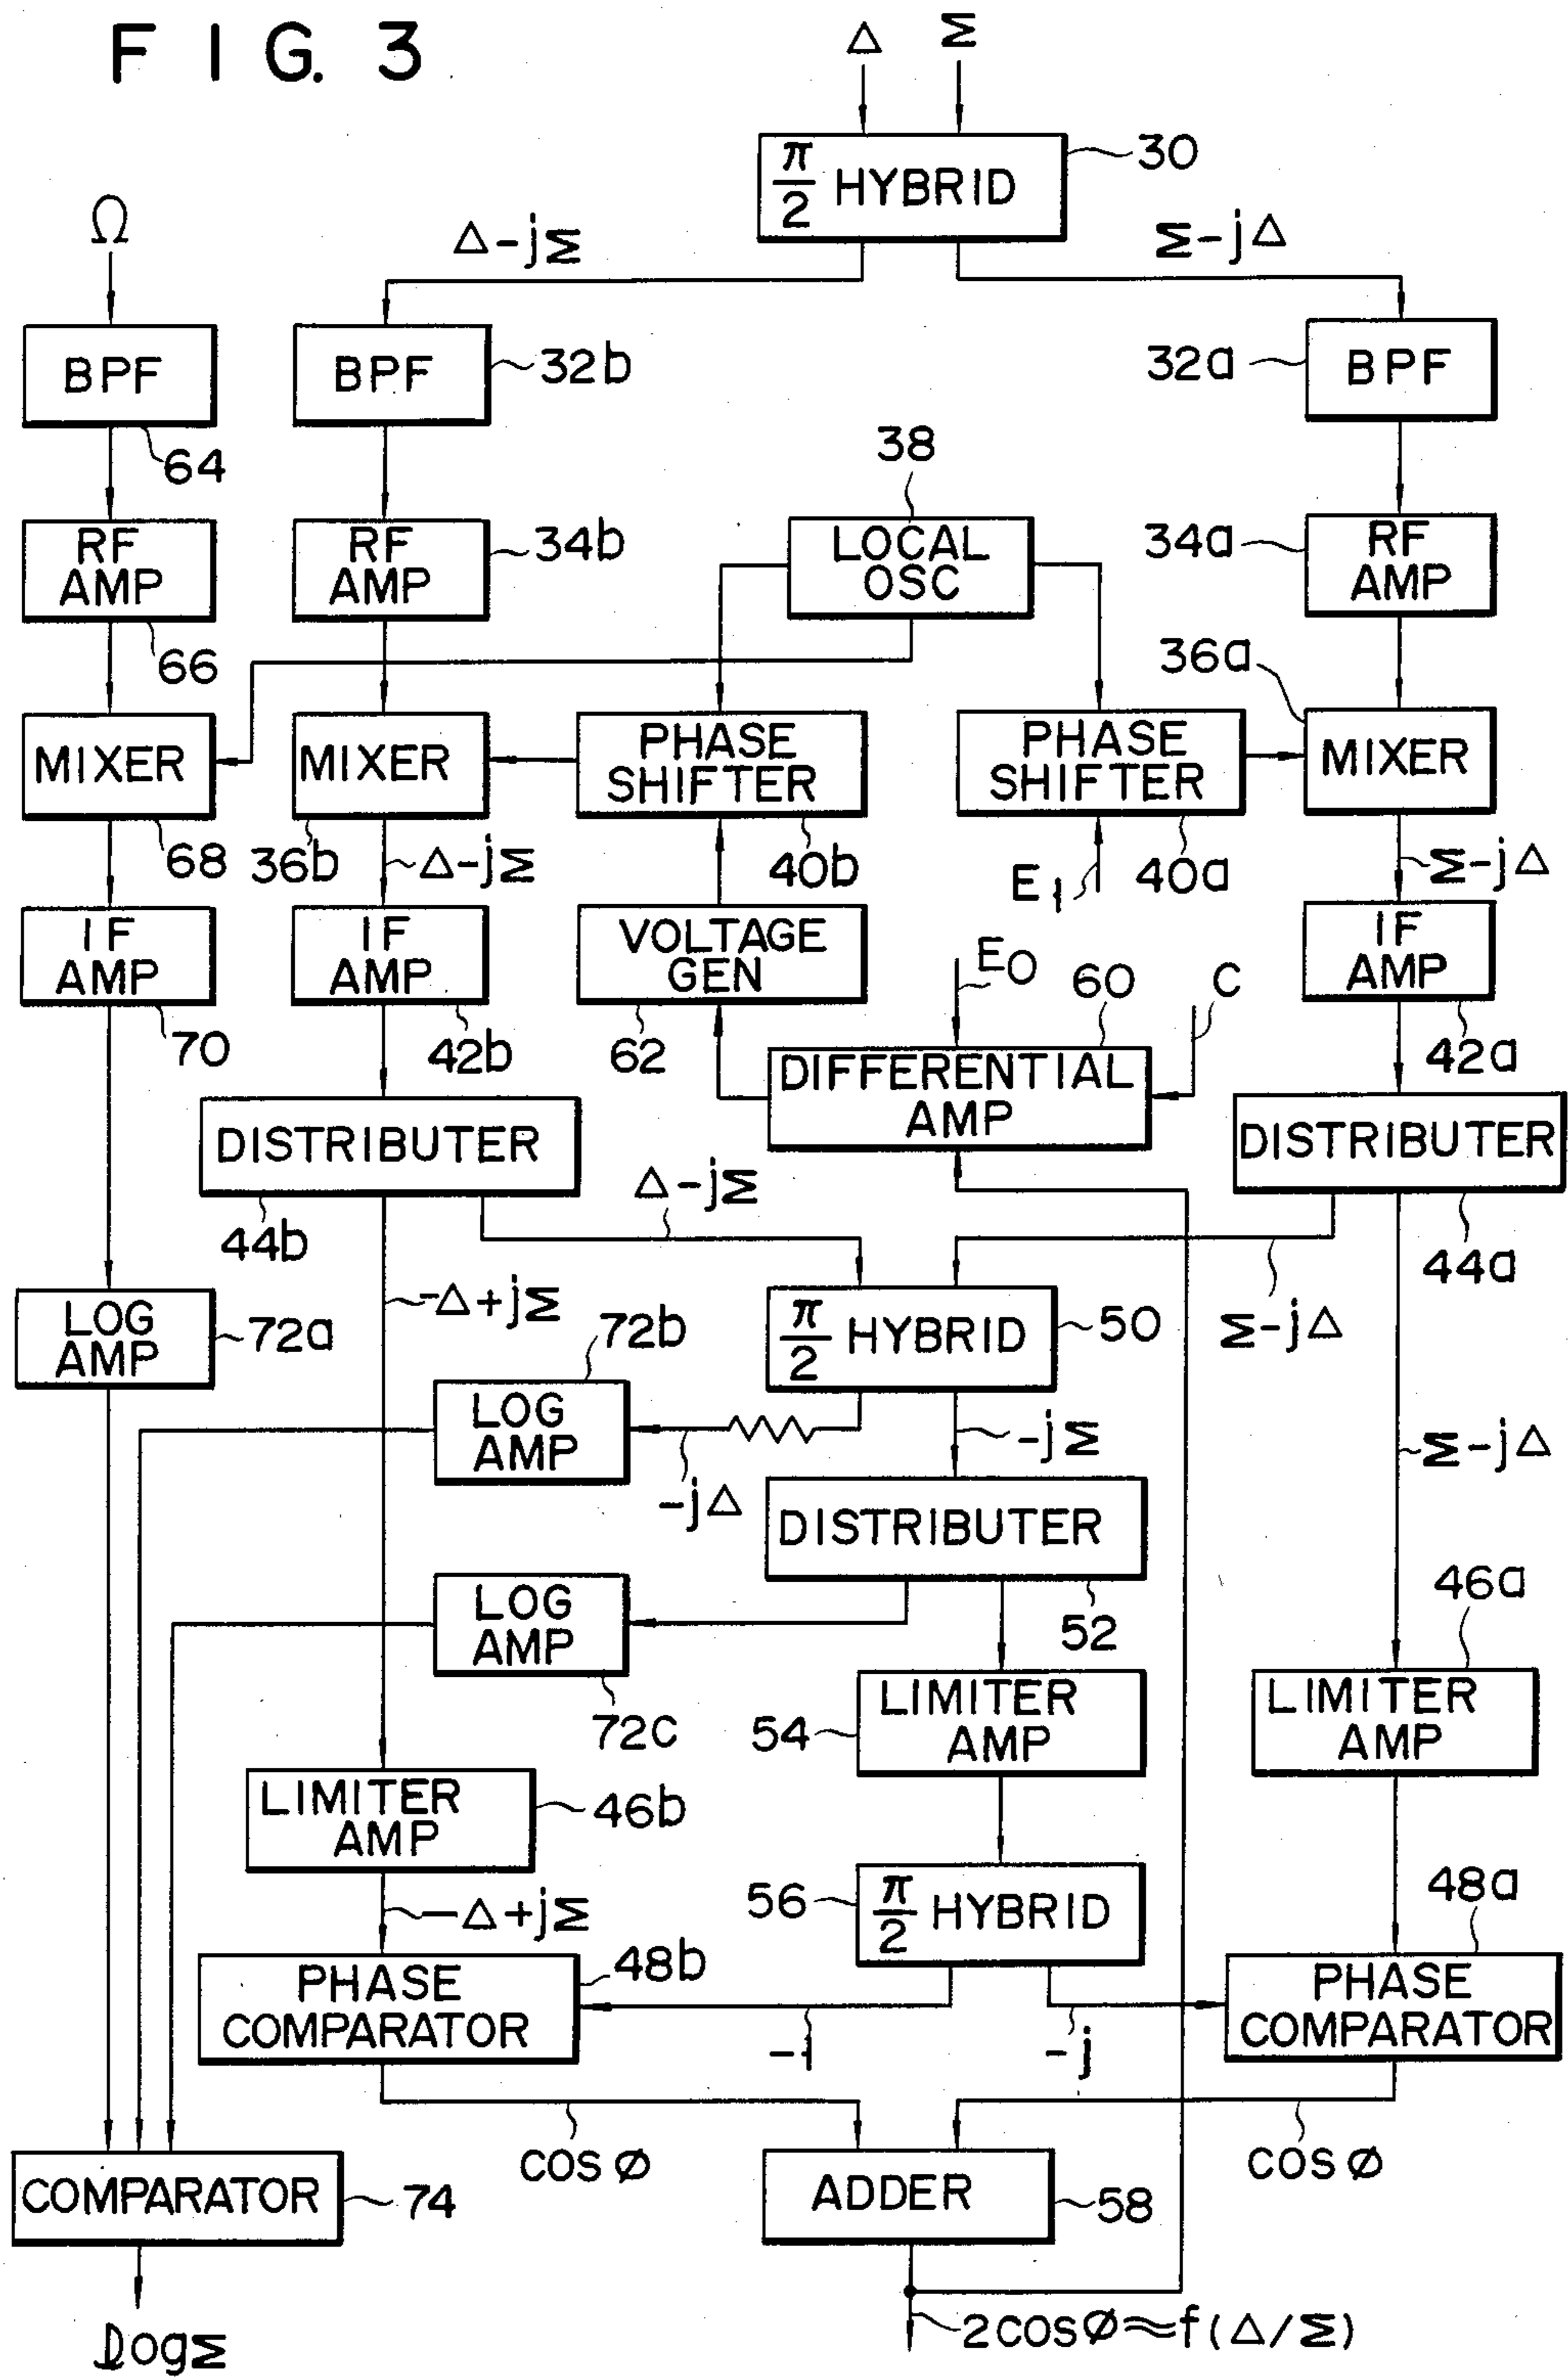 FIG. 3
Δ Σ
π/2 HYBRID
30
Ω
Δ-jΣ
Σ-jΔ
BPF
64
BPF
32b
32a
BPF
RF
AMP
66
RF
AMP
34b
38
LOCAL
OSC
34a
RF
AMP
MIXER
68
MIXER
36b
PHASE
SHIFTER
40b
PHASE
SHIFTER
40a
36a
MIXER
Δ-jΣ
E1
Σ-jΔ
IF
AMP
70
IF
AMP
42b
VOLTAGE
GEN
62
E0
60
C
IF
AMP
42a
DIFFERENTIAL
AMP
DISTRIBUTER
44b
DISTRIBUTER
44a
Δ-jΣ
Σ-jΔ
-Δ+jΣ
LOG
AMP
72a
π/2 HYBRID
50
72b
LOG
AMP
-jΔ
-jΣ
Σ-jΔ
DISTRIBUTER
52
LOG
AMP
72c
LIMITER
AMP
54
46a
LIMITER
AMP
LIMITER
AMP
46b
56
π/2 HYBRID
-Δ+jΣ
48b
PHASE
COMPARATOR
48a
PHASE
COMPARATOR
-1
-j
COS Ø
COS Ø
COMPARATOR
74
ADDER
58
logΣ
2COSØ≈f(Δ/Σ)